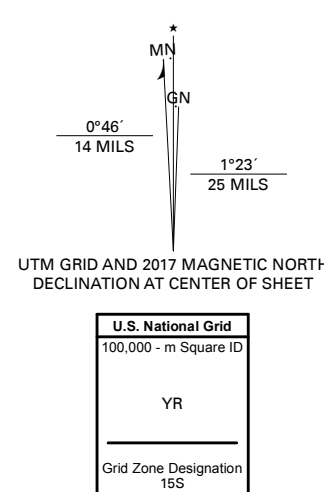 ★
MN
GN
0°46´
14 MILS
1°23´
25 MILS
UTM GRID AND 2017 MAGNETIC NORTH
DECLINATION AT CENTER OF SHEET
U.S. National Grid
100,000 - m Square ID
YR
Grid Zone Designation
15S